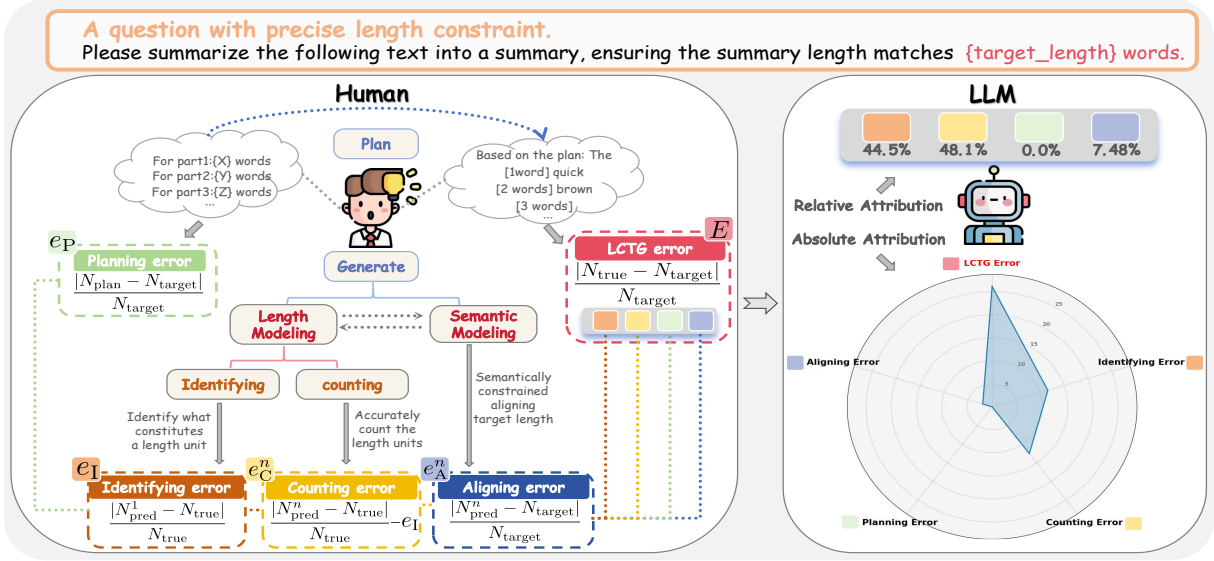 A question with precise length constraint.
Please summarize the following text into a summary, ensuring the summary length matches {target_length} words.
Human
For part1:{X} words
For part2:{Y} words
For part3:{Z} words
...
Plan
Based on the plan: The
[1word] quick
[2 words] brown
[3 words]
...
e_P
Planning error
|N_plan − N_target|
N_target
Generate
E
LCTG error
|N_true − N_target|
N_target
Length
Modeling
Semantic
Modeling
Identifying
counting
Identify what
constitutes
a length unit
Accurately
count the
length units
Semantically
constrained
aligning
target length
e_I
Identifying error
|N^1_pred − N_true|
N_true
e^n_C
Counting error
|N^n_pred − N_true|
N_true
−e_I
e^n_A
Aligning error
|N^n_pred − N_target|
N_target
LLM
44.5%
48.1%
0.0%
7.48%
Relative Attribution
Absolute Attribution
LCTG Error
25
20
15
10
5
Aligning Error
Identifying Error
Planning Error
Counting Error